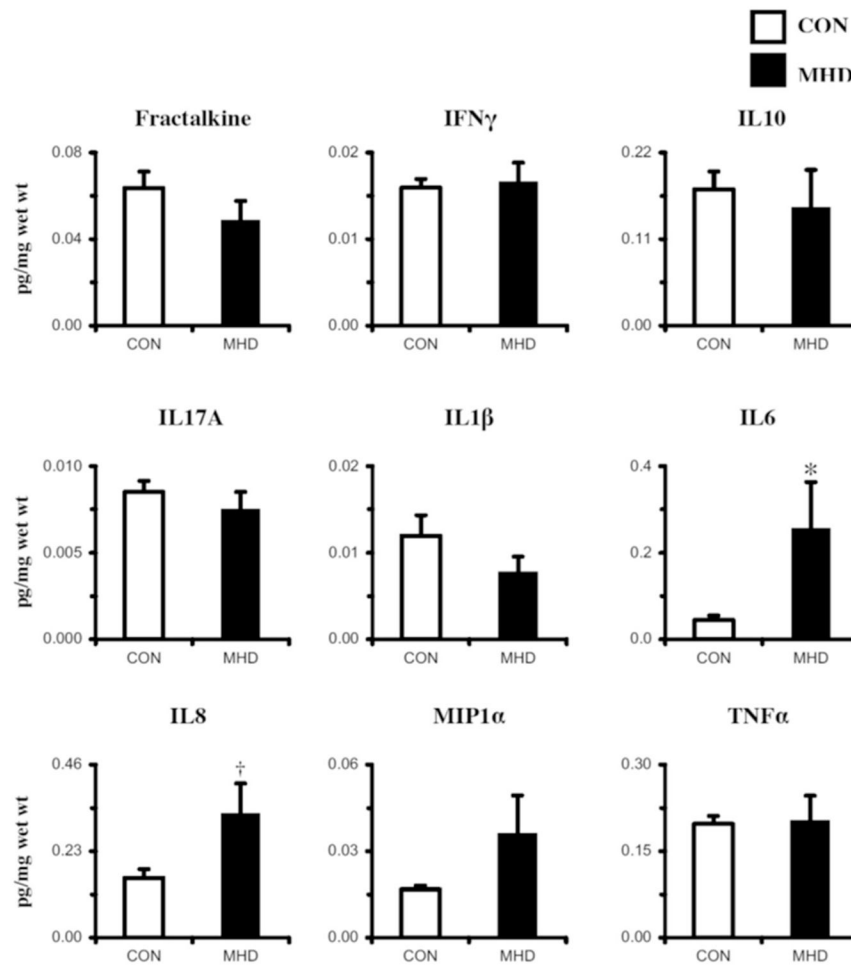 CON
MHD
Fractalkine
IFNγ
IL10
pg/mg wet wt
0.08
0.04
0.00
CON
MHD
0.02
0.01
0.00
CON
MHD
0.22
0.11
0.00
CON
MHD
IL17A
IL1β
IL6
pg/mg wet wt
0.010
0.005
0.000
CON
MHD
0.02
0.01
0.00
CON
MHD
0.4
0.2
0.0
*
CON
MHD
IL8
MIP1α
TNFα
pg/mg wet wt
0.46
0.23
0.00
†
CON
MHD
0.06
0.03
0.00
CON
MHD
0.30
0.15
0.00
CON
MHD